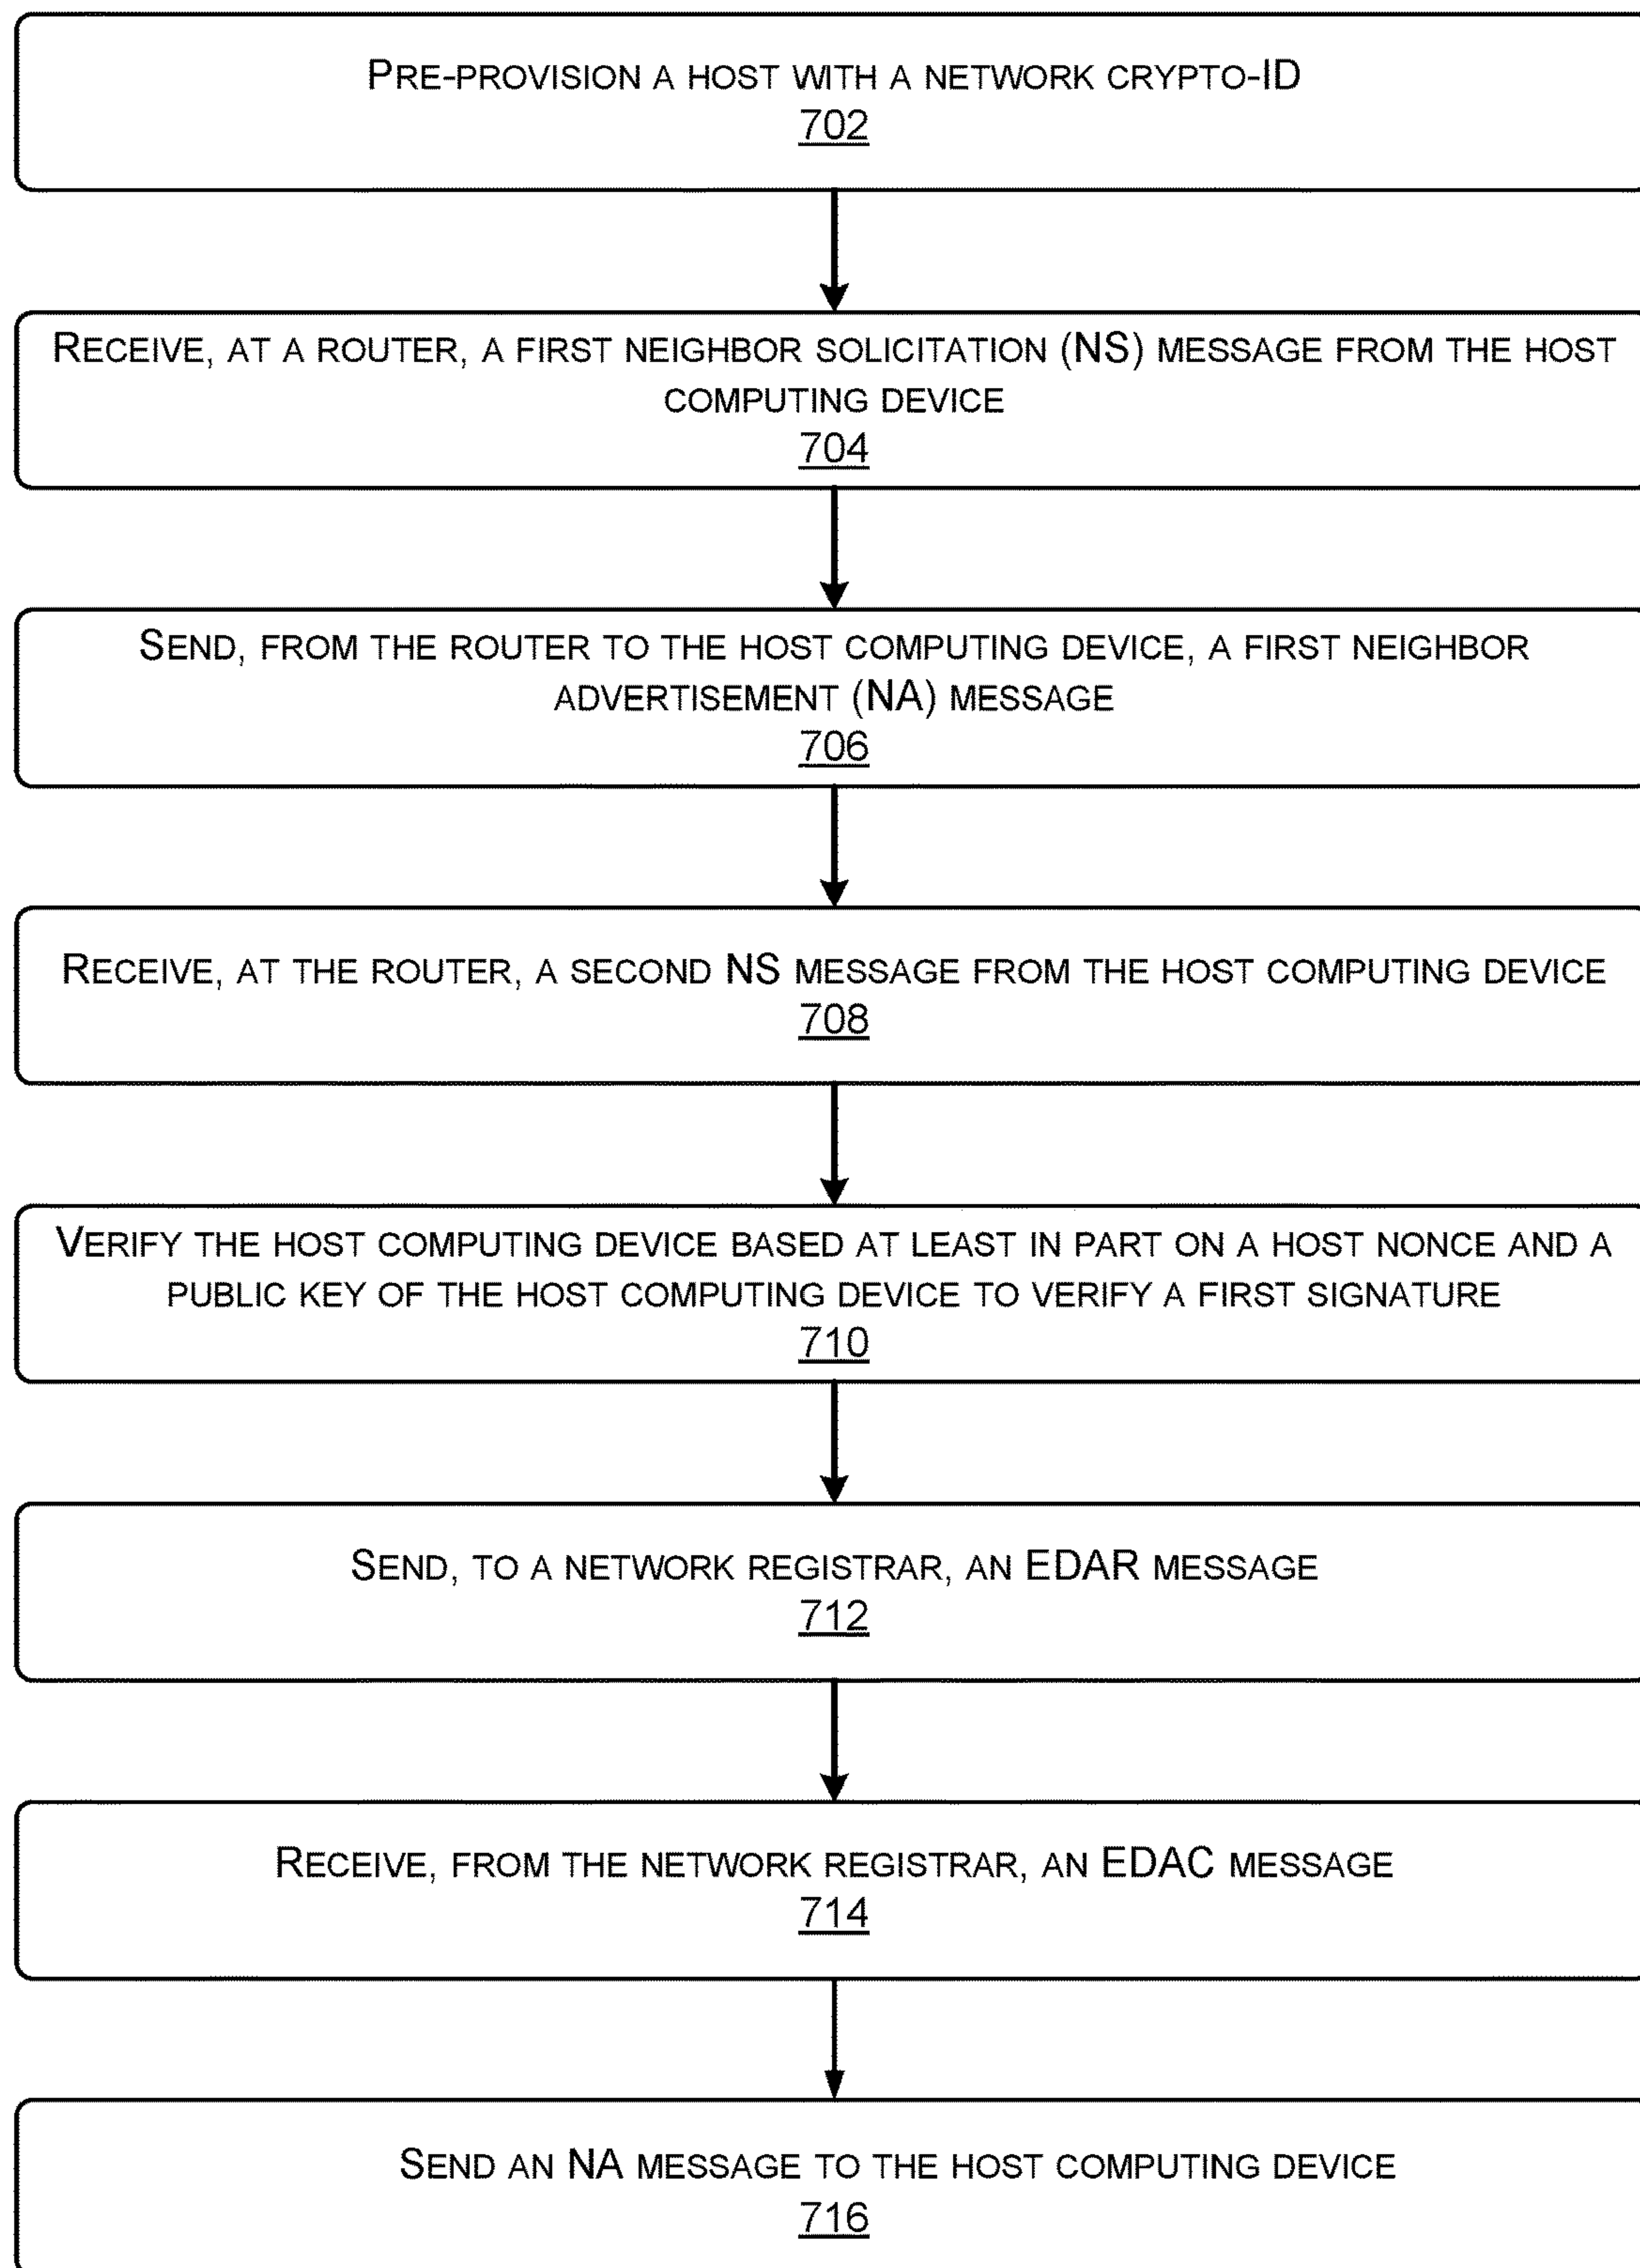 PRE-PROVISION A HOST WITH A NETWORK CRYPTO-ID
702
RECEIVE, AT A ROUTER, A FIRST NEIGHBOR SOLICITATION (NS) MESSAGE FROM THE HOST
COMPUTING DEVICE
704
SEND, FROM THE ROUTER TO THE HOST COMPUTING DEVICE, A FIRST NEIGHBOR
ADVERTISEMENT (NA) MESSAGE
706
RECEIVE, AT THE ROUTER, A SECOND NS MESSAGE FROM THE HOST COMPUTING DEVICE
708
VERIFY THE HOST COMPUTING DEVICE BASED AT LEAST IN PART ON A HOST NONCE AND A
PUBLIC KEY OF THE HOST COMPUTING DEVICE TO VERIFY A FIRST SIGNATURE
710
SEND, TO A NETWORK REGISTRAR, AN EDAR MESSAGE
712
RECEIVE, FROM THE NETWORK REGISTRAR, AN EDAC MESSAGE
714
SEND AN NA MESSAGE TO THE HOST COMPUTING DEVICE
716